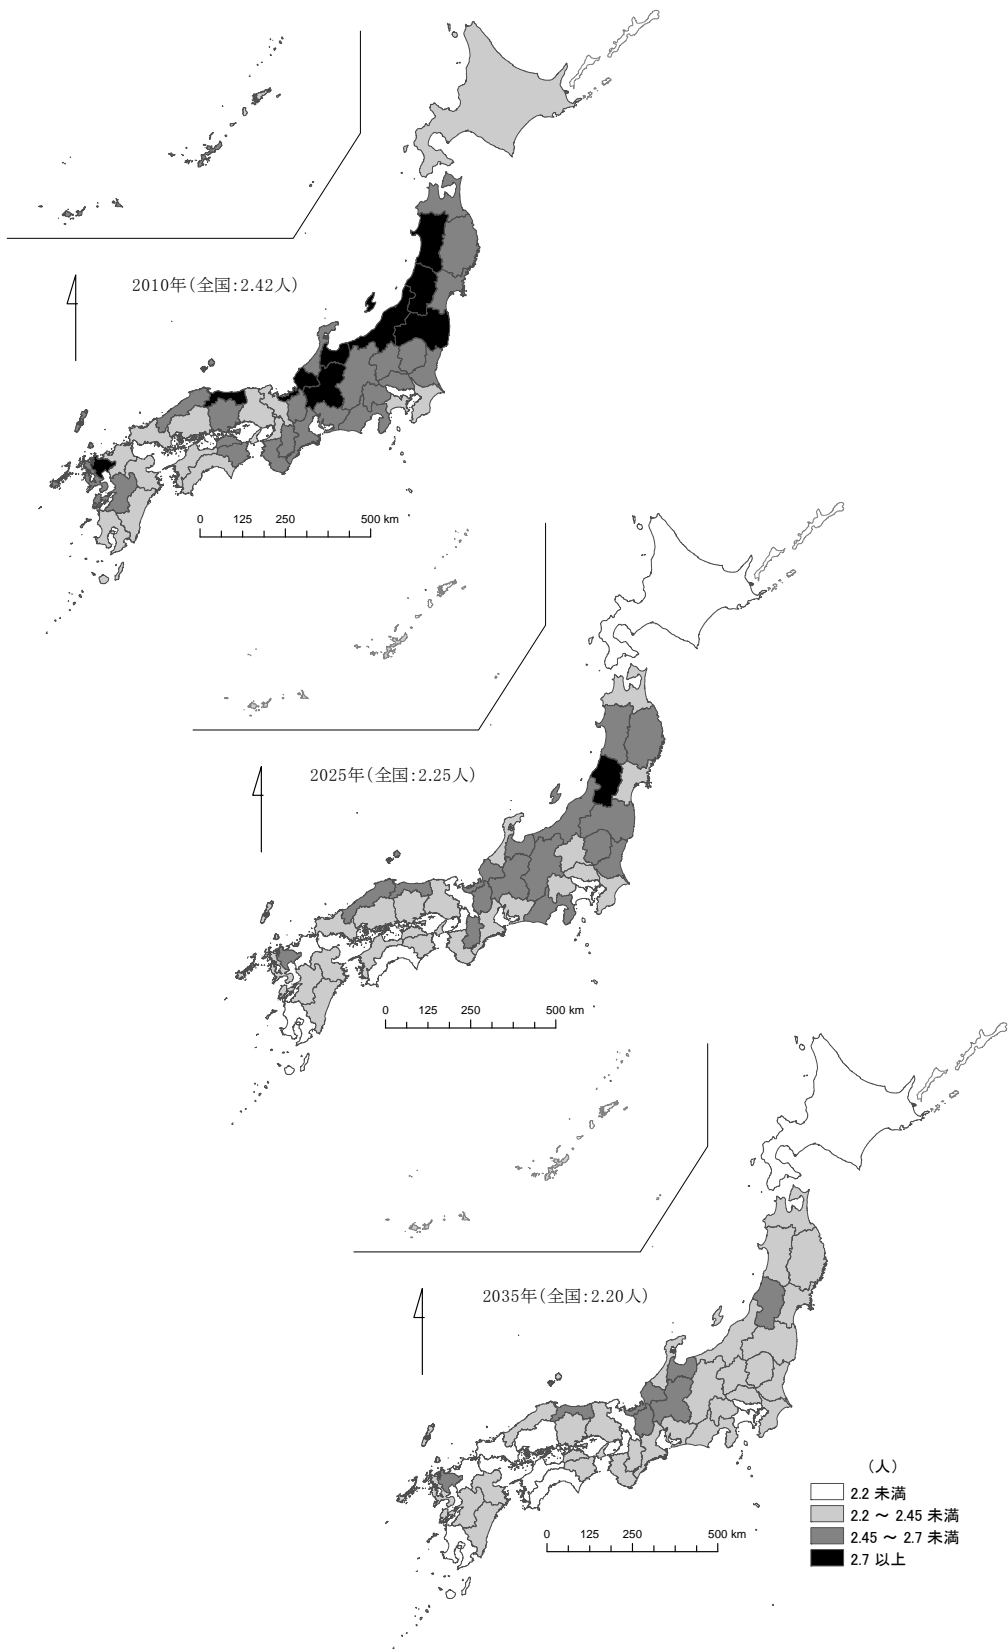 2010年(全国:2.42人)
0 125 250 500 km
2025年(全国:2.25人)
0 125 250 500 km
2035年(全国:2.20人)
0 125 250 500 km
(人)
2.2 未満
2.2 ～ 2.45 未満
2.45 ～ 2.7 未満
2.7 以上